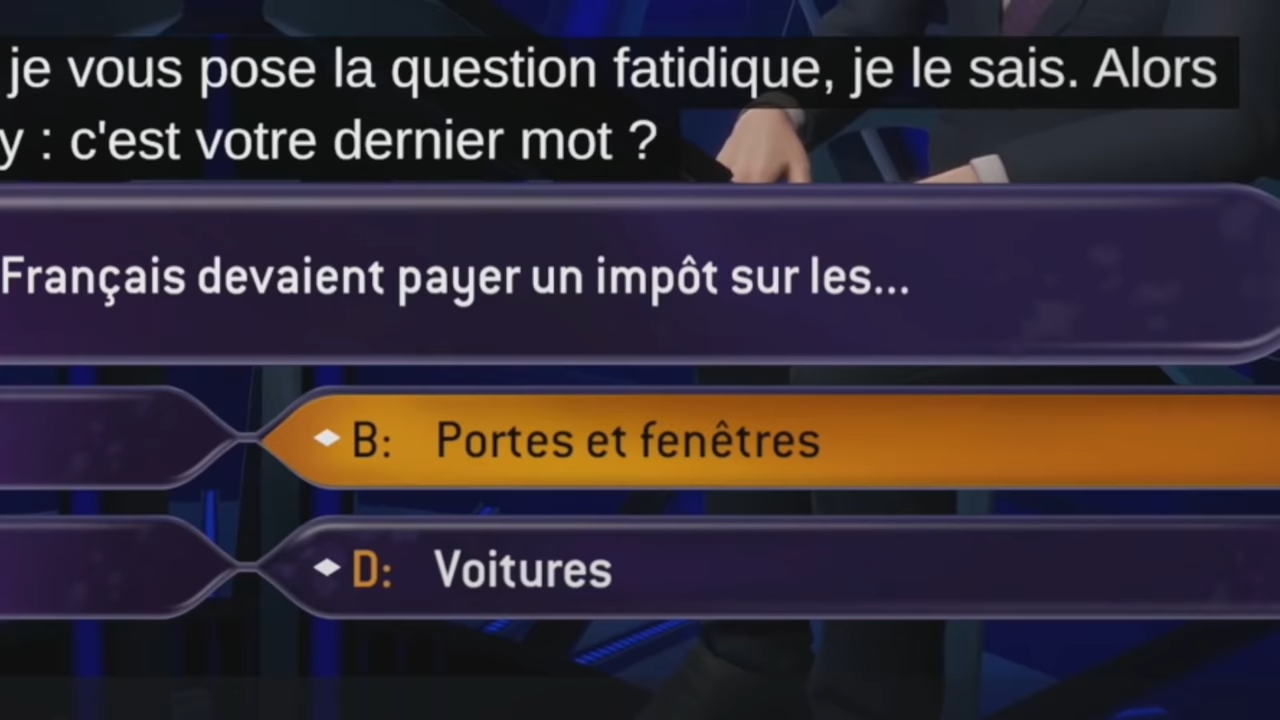 je vous pose la question fatidique, je le sais. Alors
y : c'est votre dernier mot ?
Français devaient payer un impôt sur les...
B: Portes et fenêtres
D: Voitures